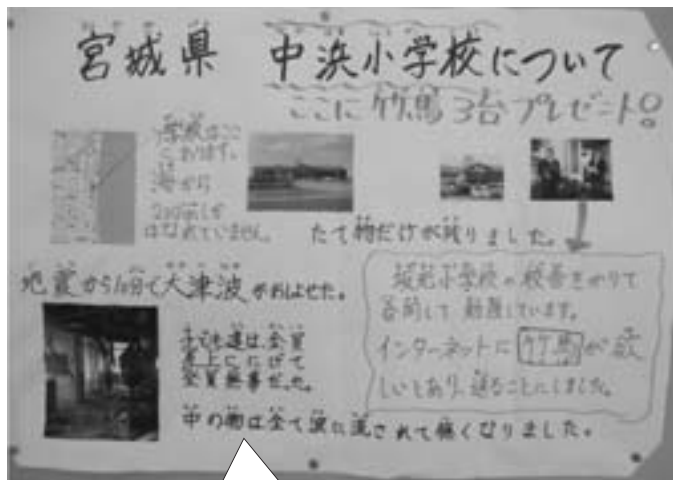 宮城県 中浜小学校について
ここに竹馬3台プレゼント!
学校はここ
にあります。
海から
200mしか
はなれていません。
たて物だけが残りました。
地震から10分で大津波がおしよせた。
坂元小学校の校舎をかりて
合同して勉強しています。
インターネットに竹馬が欲
しいとあり、送ることにしました。
子ども達は全員
屋上ににげて
全員無事だった。
中の物は全て波に流されて無くなりました。